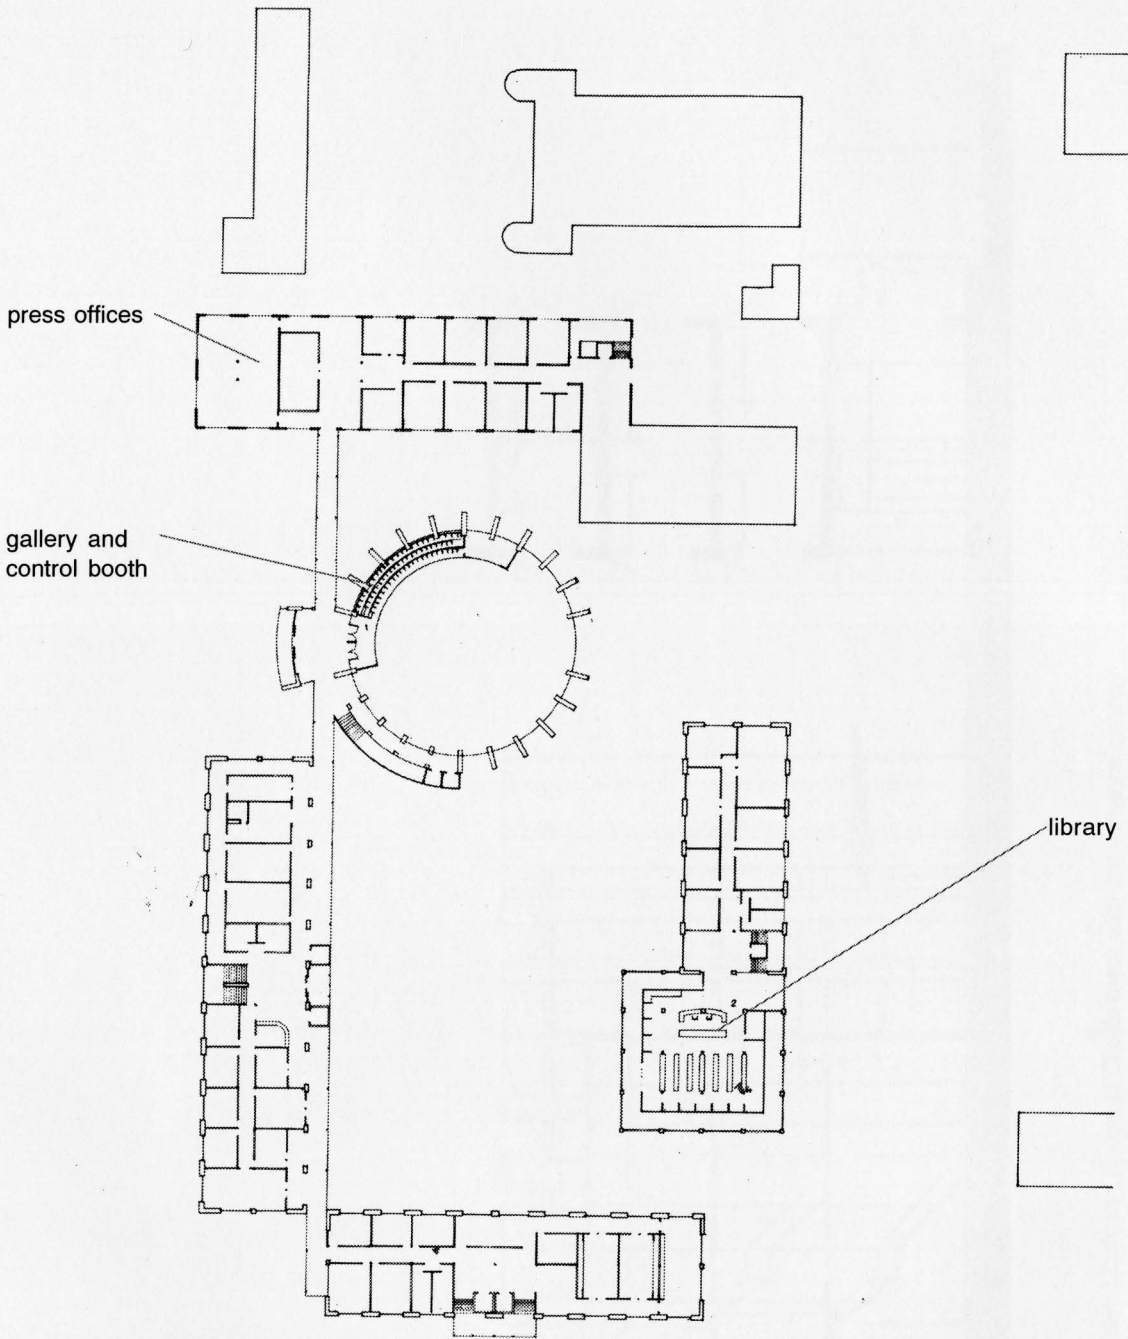 press offices
gallery and
control booth
library
2